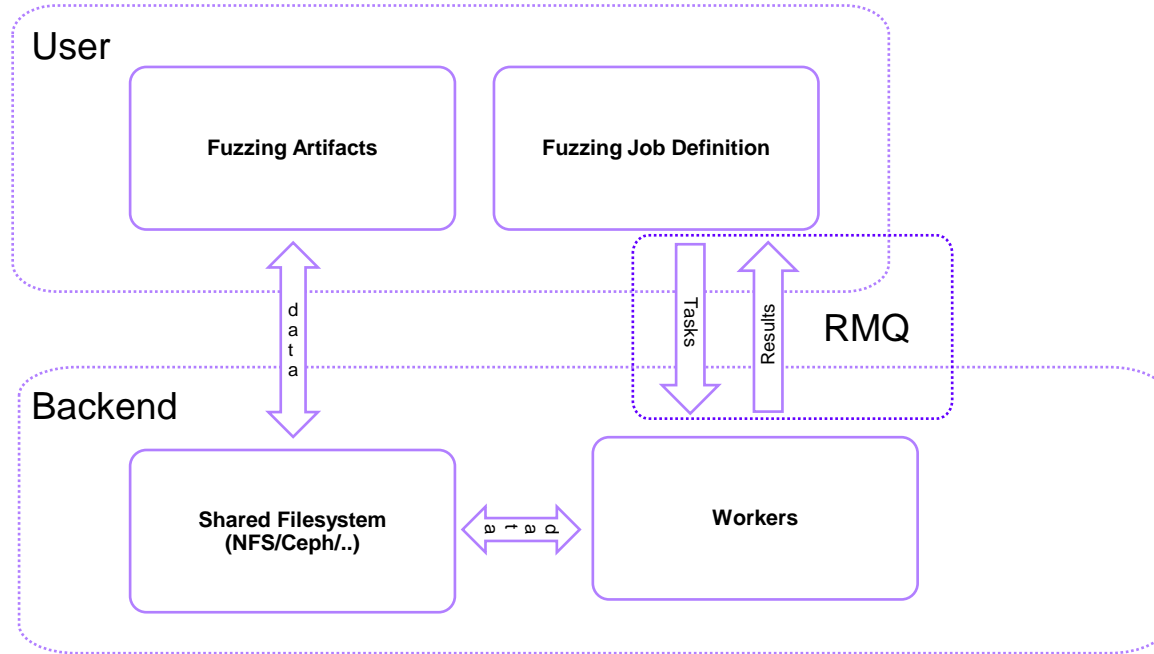 User
Fuzzing Artifacts
Fuzzing Job Definition
data
Tasks
Results
RMQ
Backend
Shared Filesystem
(NFS/Ceph/..)
data
Workers